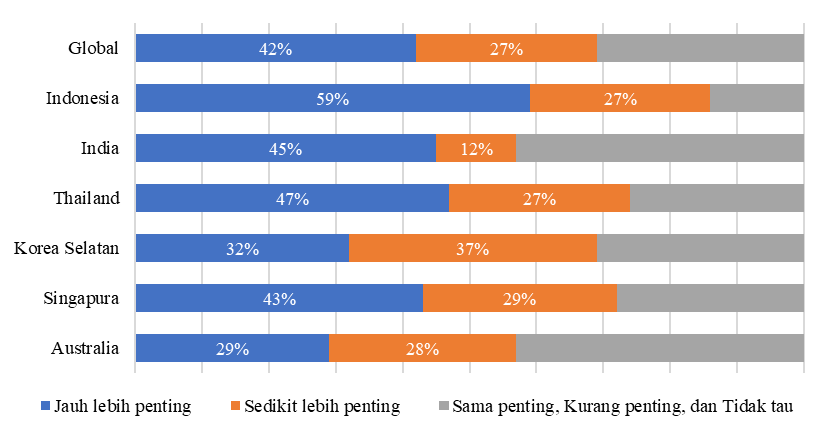 Global 42% 27%
Indonesia 59% 27%
India 45% 12%
Thailand 47% 27%
Korea Selatan 32% 37%
Singapura 43% 29%
Australia 29% 28%
Jauh lebih penting Sedikit lebih penting Sama penting, Kurang penting, dan Tidak tau